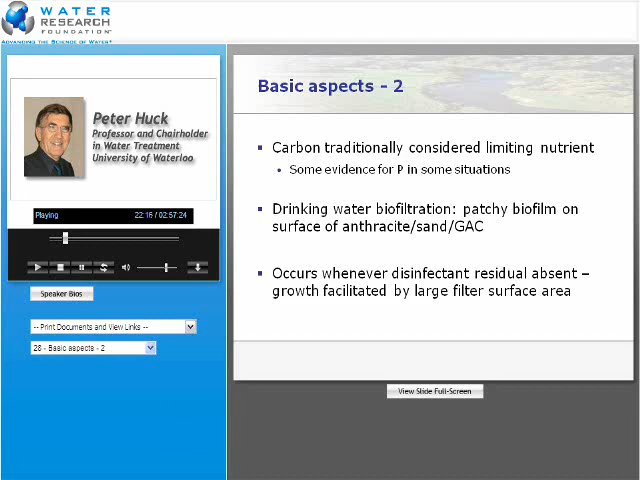 WATER
RESEARCH
FOUNDATION
ADVANCING THE SCIENCE OF WATER
Peter Huck
Professor and Chairholder
in Water Treatment
University of Waterloo
Playing 22:16 / 02:57:24
Speaker Bios
-- Print Documents and View Links --
28 - Basic aspects - 2
Basic aspects - 2
▪ Carbon traditionally considered limiting nutrient
• Some evidence for P in some situations
▪ Drinking water biofiltration: patchy biofilm on
surface of anthracite/sand/GAC
▪ Occurs whenever disinfectant residual absent –
growth facilitated by large filter surface area
View Slide Full-Screen